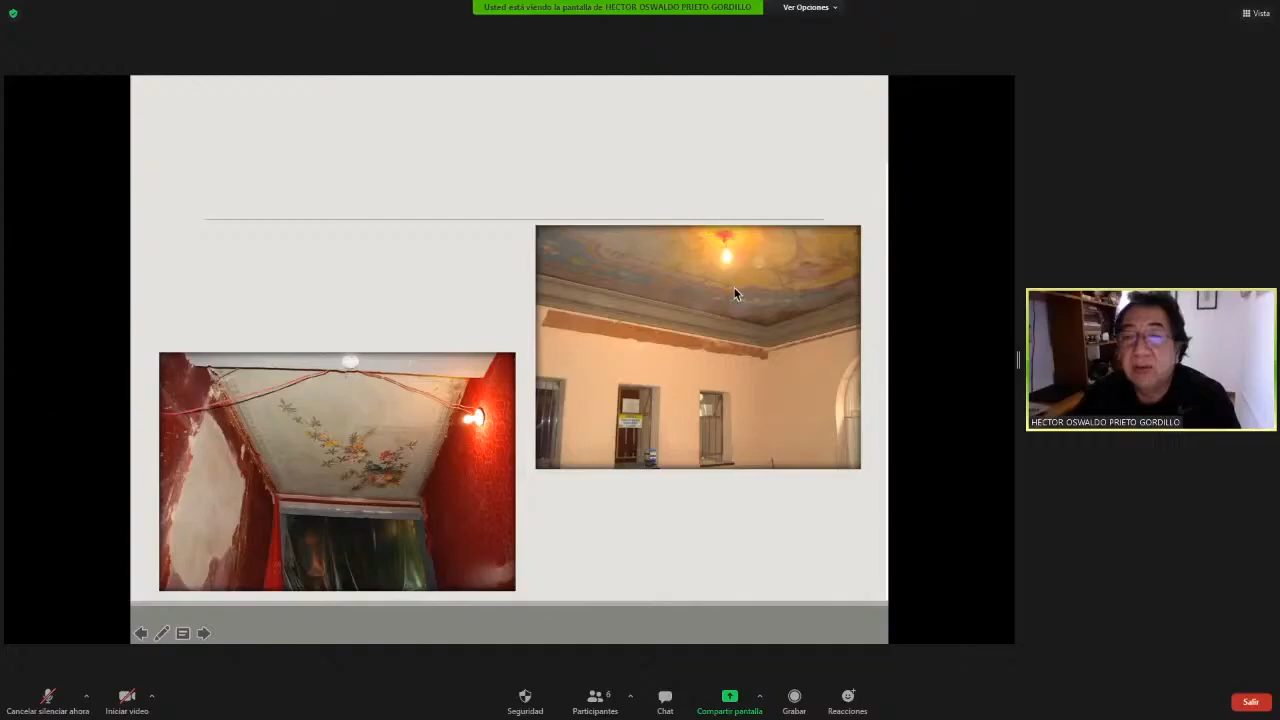 Usted está viendo la pantalla de HECTOR OSWALDO PRIETO GORDILLO
Ver Opciones
Vista
HECTOR OSWALDO PRIETO GORDILLO
Cancelar silenciar ahora
Iniciar video
Seguridad
6
Participantes
Chat
Compartir pantalla
Grabar
Reacciones
Salir